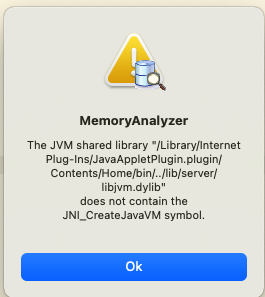 MemoryAnalyzer
The JVM shared library "/Library/Internet
Plug-Ins/JavaAppletPlugin.plugin/
Contents/Home/bin/../lib/server/
libjvm.dylib"
does not contain the
JNI_CreateJavaVM symbol.
Ok